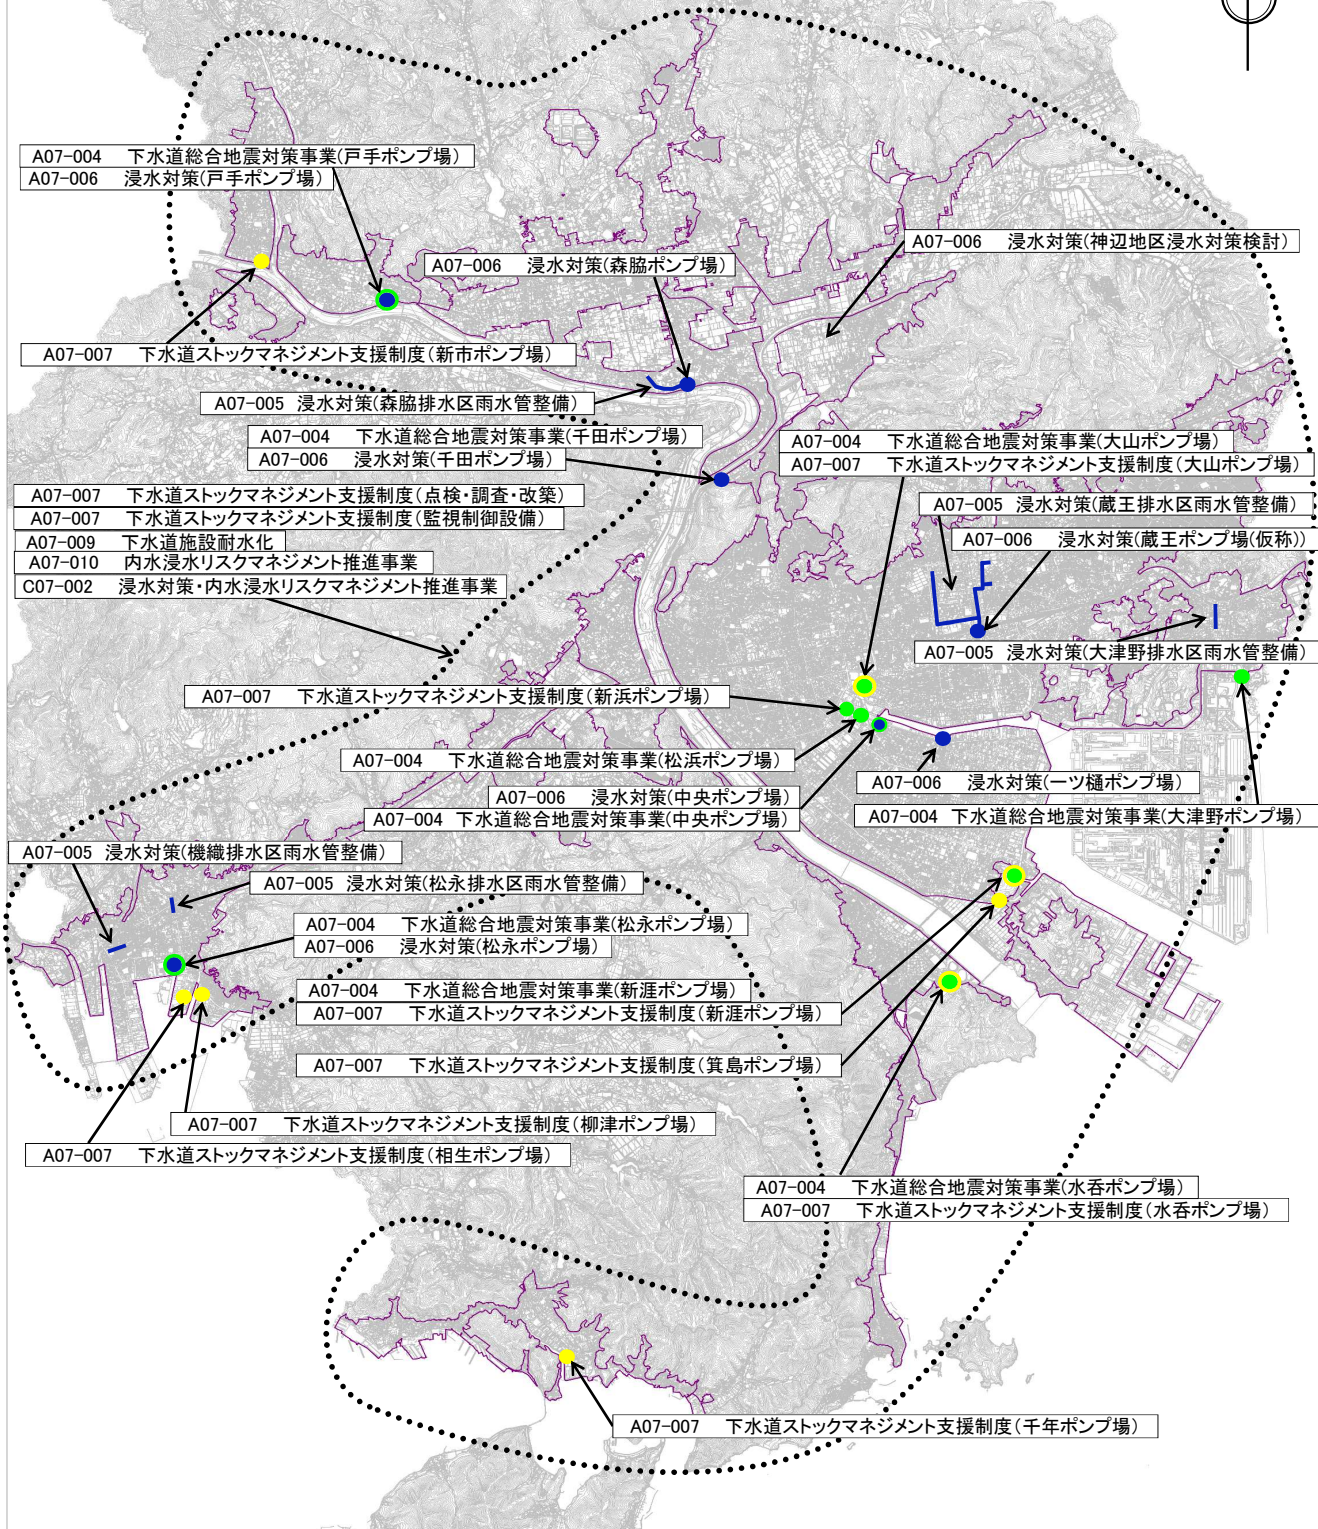 A07-004 下水道総合地震対策事業(戸手ポンプ場)
A07-006 浸水対策(戸手ポンプ場)
A07-006 浸水対策(神辺地区浸水対策検討)
A07-006 浸水対策(森脇ポンプ場)
A07-007 下水道ストックマネジメント支援制度(新市ポンプ場)
A07-005 浸水対策(森脇排水区雨水管整備)
A07-004 下水道総合地震対策事業(千田ポンプ場)
A07-006 浸水対策(千田ポンプ場)
A07-004 下水道総合地震対策事業(大山ポンプ場)
A07-007 下水道ストックマネジメント支援制度(大山ポンプ場)
A07-007 下水道ストックマネジメント支援制度(点検・調査・改築)
A07-007 下水道ストックマネジメント支援制度(監視制御設備)
A07-009 下水道施設耐水化
A07-010 内水浸水リスクマネジメント推進事業
C07-002 浸水対策・内水浸水リスクマネジメント推進事業
A07-005 浸水対策(蔵王排水区雨水管整備)
A07-006 浸水対策(蔵王ポンプ場(仮称))
A07-005 浸水対策(大津野排水区雨水管整備)
A07-007 下水道ストックマネジメント支援制度(新浜ポンプ場)
A07-004 下水道総合地震対策事業(松浜ポンプ場)
A07-006 浸水対策(一ツ樋ポンプ場)
A07-006 浸水対策(中央ポンプ場)
A07-004 下水道総合地震対策事業(中央ポンプ場)
A07-004 下水道総合地震対策事業(大津野ポンプ場)
A07-005 浸水対策(機織排水区雨水管整備)
A07-005 浸水対策(松永排水区雨水管整備)
A07-004 下水道総合地震対策事業(松永ポンプ場)
A07-006 浸水対策(松永ポンプ場)
A07-004 下水道総合地震対策事業(新涯ポンプ場)
A07-007 下水道ストックマネジメント支援制度(新涯ポンプ場)
A07-007 下水道ストックマネジメント支援制度(箕島ポンプ場)
A07-007 下水道ストックマネジメント支援制度(柳津ポンプ場)
A07-007 下水道ストックマネジメント支援制度(相生ポンプ場)
A07-004 下水道総合地震対策事業(水呑ポンプ場)
A07-007 下水道ストックマネジメント支援制度(水呑ポンプ場)
A07-007 下水道ストックマネジメント支援制度(千年ポンプ場)